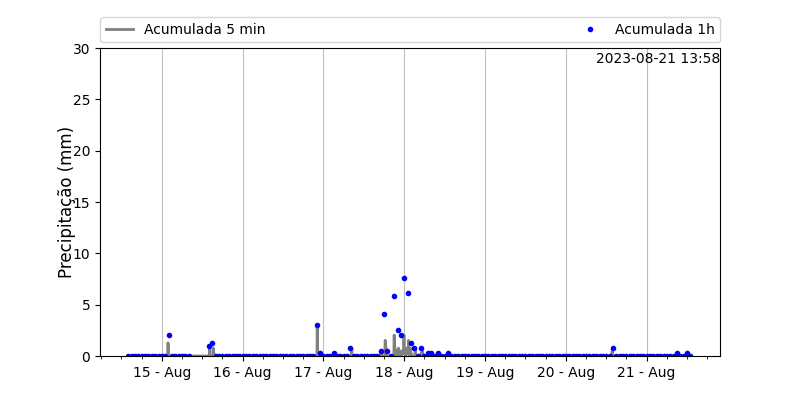 Acumulada 5 min
Acumulada 1h
2023-08-21 13:58
Precipitação (mm)
30
25
20
15
10
5
0
15 - Aug
16 - Aug
17 - Aug
18 - Aug
19 - Aug
20 - Aug
21 - Aug